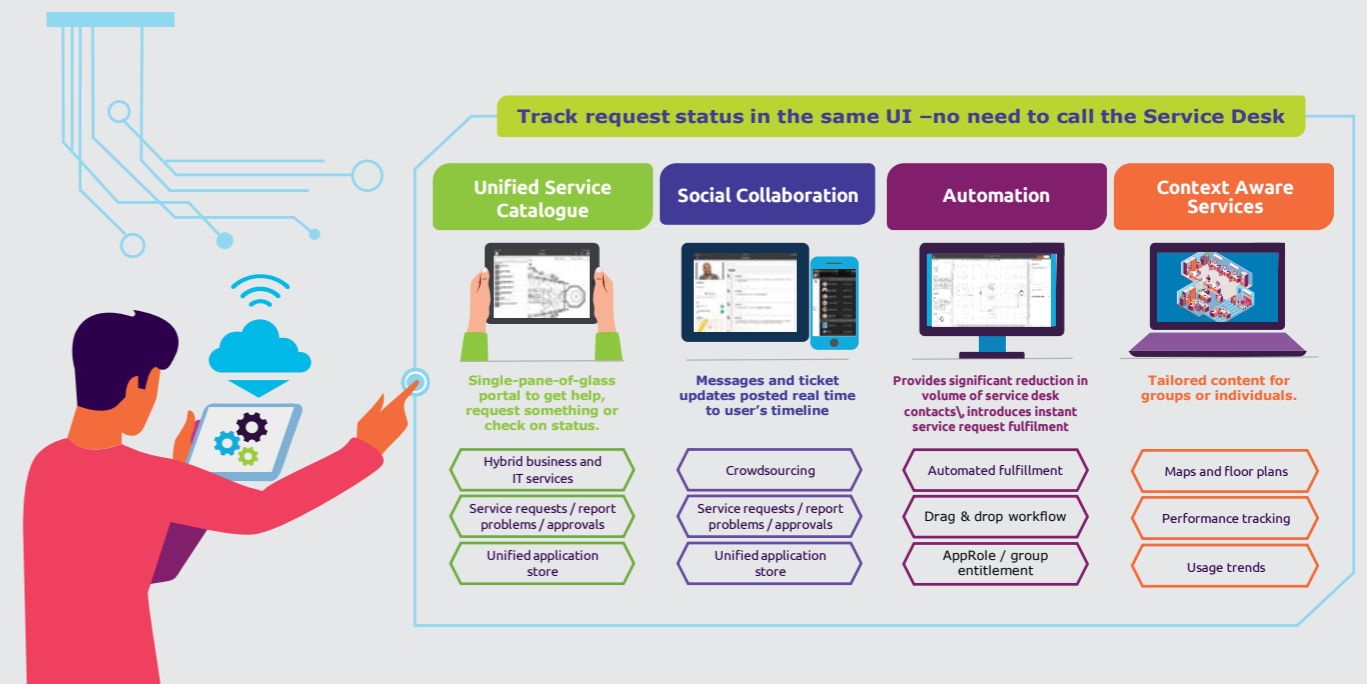 Track request status in the same UI –no need to call the Service Desk
Unified Service
Catalogue
Social Collaboration
Automation
Context Aware
Services
Single-pane-of-glass
portal to get help,
request something or
check on status.
Messages and ticket
updates posted real time
to user's timeline
Provides significant reduction in
volume of service desk
contacts\, introduces instant
service request fulfilment
Tailored content for
groups or individuals.
Hybrid business and
IT services
Service requests / report
problems / approvals
Unified application
store
Crowdsourcing
Service requests / report
problems / approvals
Unified application
store
Automated fulfillment
Drag & drop workflow
AppRole / group
entitlement
Maps and floor plans
Performance tracking
Usage trends